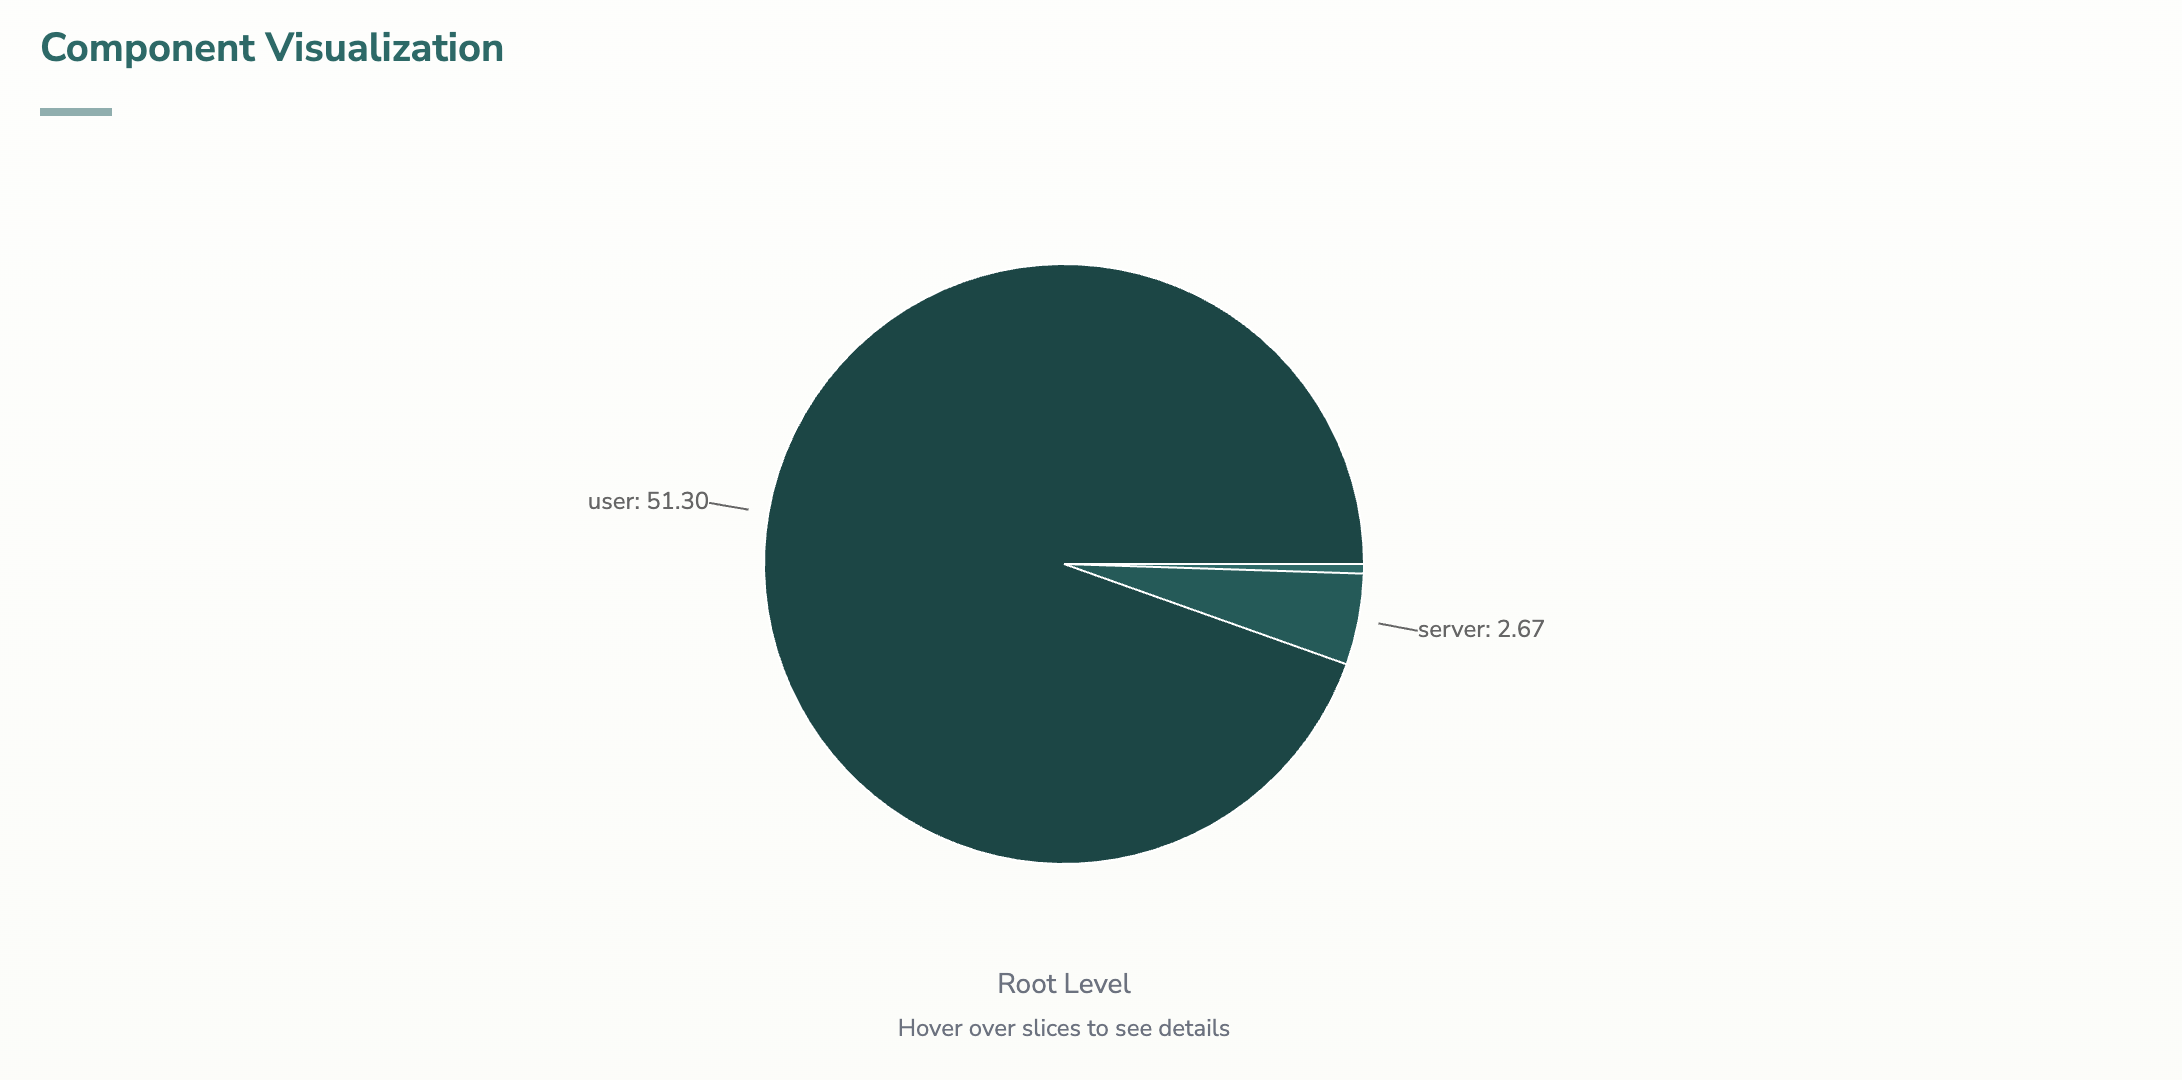 Component Visualization
user: 51.30
server: 2.67
Root Level
Hover over slices to see details